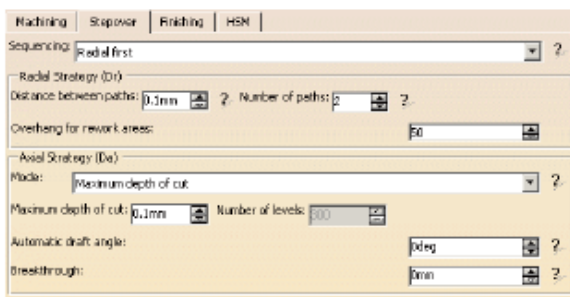 Machining Stepover Finishing HSM
Sequencing: Radial first ?
Radial Strategy (Dr)
Distance between paths: 0.1mm ? Number of paths: 2 ?
Overhang for rework areas: 50
Axial Strategy (Da)
Mode: Maximum depth of cut ?
Maximum depth of cut: 0.1mm Number of levels: 300
Automatic draft angle: 0deg ?
Breakthrough: 0mm ?